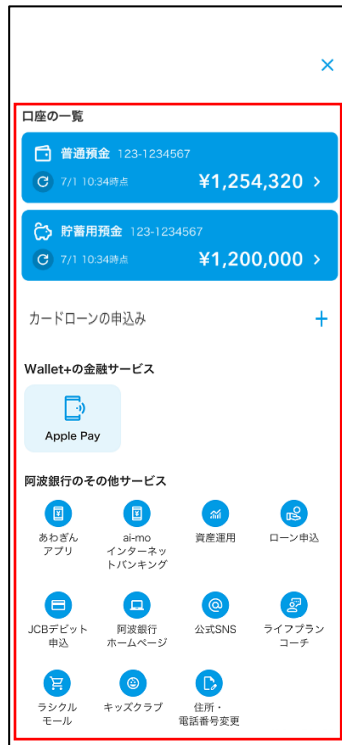 口座の一覧
普通預金 123-1234567
7/1 10:34時点 ¥1,254,320
貯蓄用預金 123-1234567
7/1 10:34時点 ¥1,200,000
カードローンの申込み
Wallet+の金融サービス
Apple Pay
阿波銀行のその他サービス
あわぎん
アプリ
ai-mo
インターネッ
トバンキング
資産運用
ローン申込
JCBデビット
申込
阿波銀行
ホームページ
公式SNS
ライフプラン
コーチ
ラシクル
モール
キッズクラブ
住所・
電話番号変更